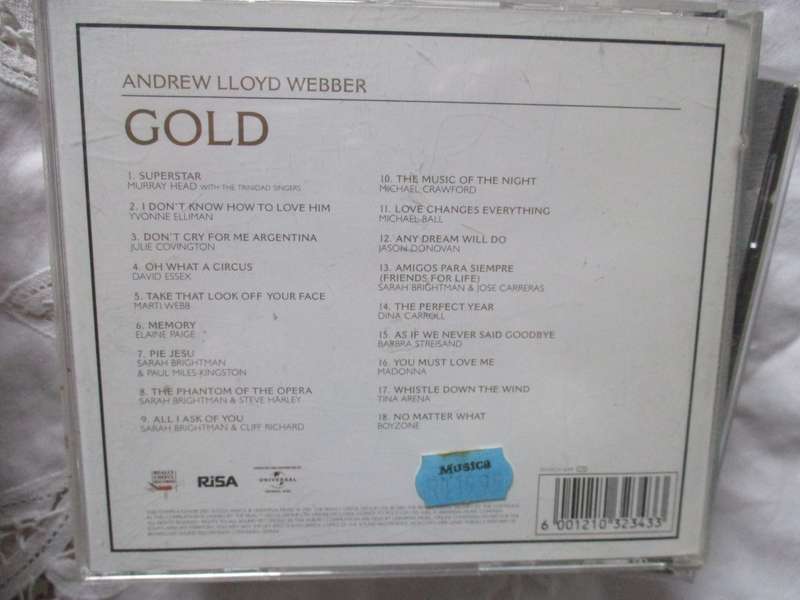 ANDREW LLOYD WEBBER
GOLD
1. SUPERSTAR
MURRAY HEAD WITH THE TRINIDAD SINGERS
2. I DON'T KNOW HOW TO LOVE HIM
YVONNE ELLIMAN
3. DON'T CRY FOR ME ARGENTINA
JULIE COVINGTON
4. OH WHAT A CIRCUS
DAVID ESSEX
5. TAKE THAT LOOK OFF YOUR FACE
MARTI WEBB
6. MEMORY
ELAINE PAIGE
7. PIE JESU
SARAH BRIGHTMAN
& PAUL MILES-KINGSTON
8. THE PHANTOM OF THE OPERA
SARAH BRIGHTMAN & STEVE HARLEY
9. ALL I ASK OF YOU
SARAH BRIGHTMAN & CLIFF RICHARD
10. THE MUSIC OF THE NIGHT
MICHAEL CRAWFORD
11. LOVE CHANGES EVERYTHING
MICHAEL BALL
12. ANY DREAM WILL DO
JASON DONOVAN
13. AMIGOS PARA SIEMPRE
(FRIENDS FOR LIFE)
SARAH BRIGHTMAN & JOSE CARRERAS
14. THE PERFECT YEAR
DINA CARROLL
15. AS IF WE NEVER SAID GOODBYE
BARBRA STREISAND
16. YOU MUST LOVE ME
MADONNA
17. WHISTLE DOWN THE WIND
TINA ARENA
18. NO MATTER WHAT
BOYZONE
REALLY USEFUL RECORDS
RiSA
UNIVERSAL
Musica
6 001210 323433